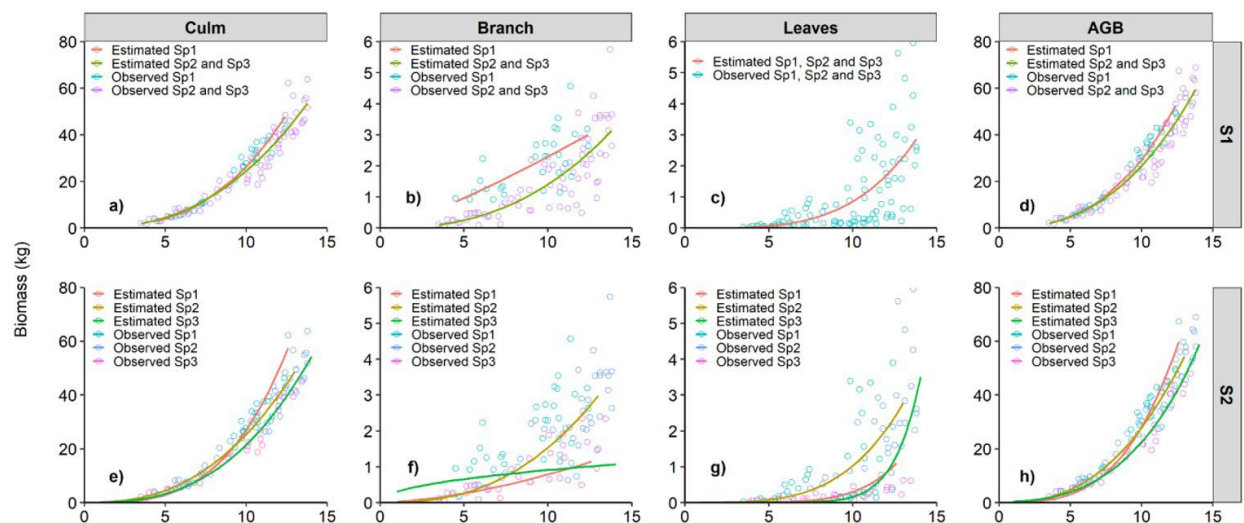 Culm
Branch
Leaves
AGB
Biomass (kg)
80
60
40
20
0
Estimated Sp1
Estimated Sp2 and Sp3
Observed Sp1
Observed Sp2 and Sp3
a)
0 5 10 15
6
5
4
3
2
1
0
Estimated Sp1
Estimated Sp2 and Sp3
Observed Sp1
Observed Sp2 and Sp3
b)
0 5 10 15
6
5
4
3
2
1
0
Estimated Sp1, Sp2 and Sp3
Observed Sp1, Sp2 and Sp3
c)
0 5 10 15
80
60
40
20
0
Estimated Sp1
Estimated Sp2 and Sp3
Observed Sp1
Observed Sp2 and Sp3
d)
0 5 10 15
S1
80
60
40
20
0
Estimated Sp1
Estimated Sp2
Estimated Sp3
Observed Sp1
Observed Sp2
Observed Sp3
e)
0 5 10 15
6
5
4
3
2
1
0
Estimated Sp1
Estimated Sp2
Estimated Sp3
Observed Sp1
Observed Sp2
Observed Sp3
f)
0 5 10 15
6
5
4
3
2
1
0
Estimated Sp1
Estimated Sp2
Estimated Sp3
Observed Sp1
Observed Sp2
Observed Sp3
g)
0 5 10 15
80
60
40
20
0
Estimated Sp1
Estimated Sp2
Estimated Sp3
Observed Sp1
Observed Sp2
Observed Sp3
h)
0 5 10 15
S2